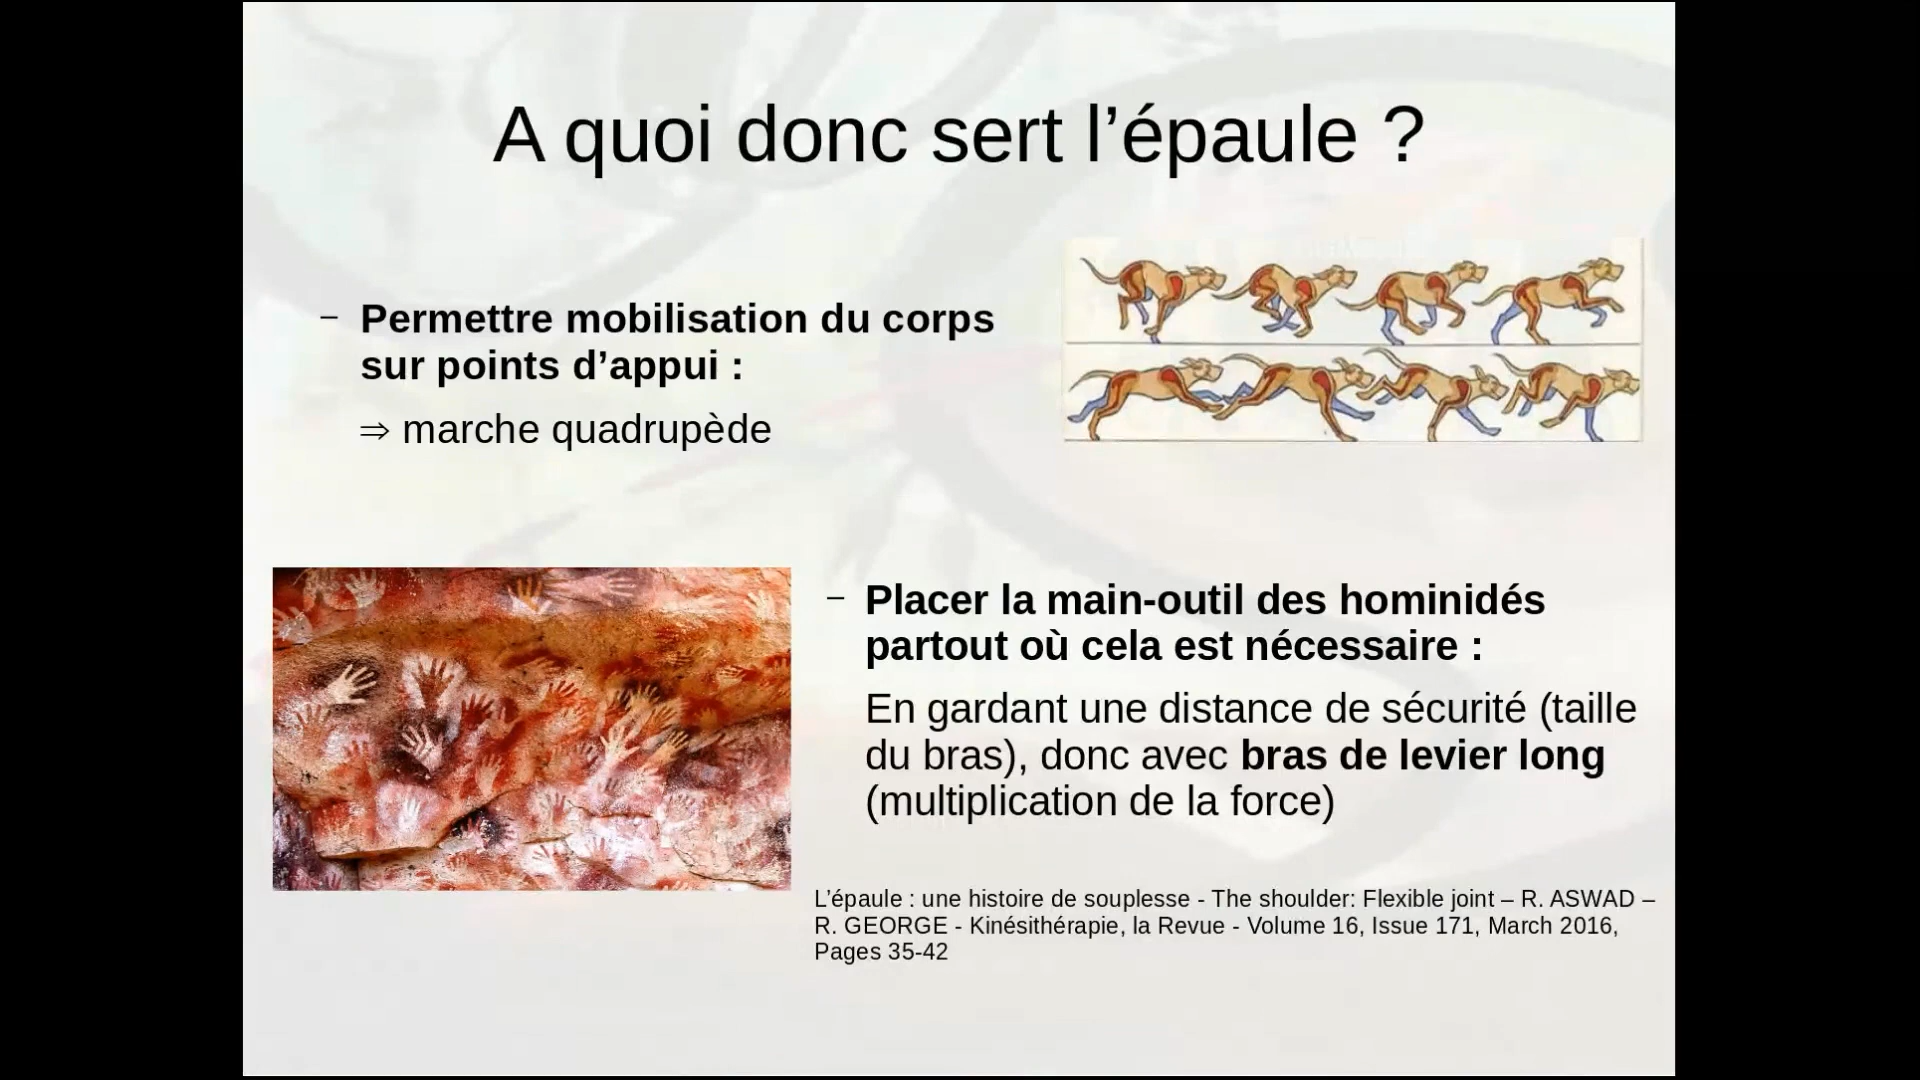 A quoi donc sert l’épaule ?
– Permettre mobilisation du corps
sur points d’appui :
⇒ marche quadrupède
– Placer la main-outil des hominidés
partout où cela est nécessaire :
En gardant une distance de sécurité (taille
du bras), donc avec bras de levier long
(multiplication de la force)
L’épaule : une histoire de souplesse - The shoulder: Flexible joint – R. ASWAD –
R. GEORGE - Kinésithérapie, la Revue - Volume 16, Issue 171, March 2016,
Pages 35-42